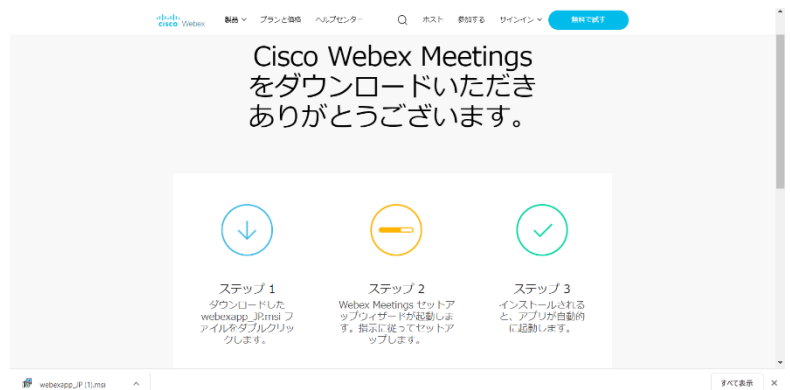 cisco Webex 製品 プランと価格 ヘルプセンター ホスト 参加する サインイン 無料で試す
Cisco Webex Meetings
をダウンロードいただき
ありがとうございます。
ステップ 1
ダウンロードした
webexapp_JP.msi フ
ァイルをダブルクリッ
クします。
ステップ 2
Webex Meetings セットア
ップウィザードが起動しま
す。指示に従ってセットア
ップします。
ステップ 3
インストールされる
と、アプリが自動的
に起動します。
webexapp_JP (1).msi すべて表示